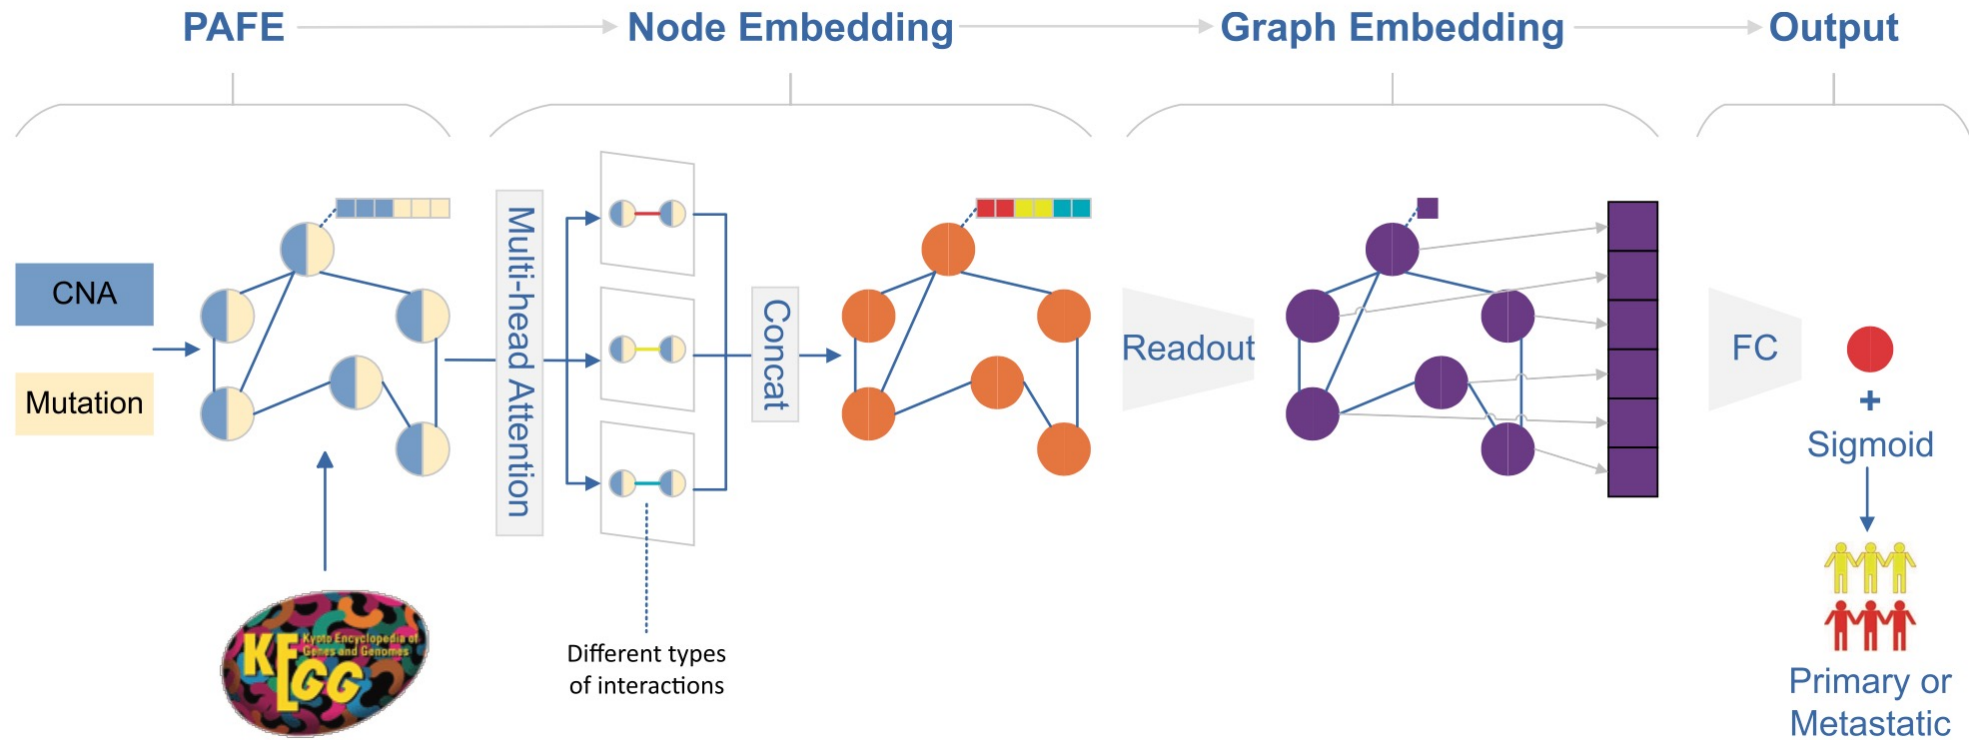 PAFE
Node Embedding
Graph Embedding
Output
CNA
Mutation
Multi-head Attention
Concat
Readout
FC
+
Sigmoid
Primary or
Metastatic
Different types
of interactions
KEGG
Kyoto Encyclopedia of
Genes and Genomes